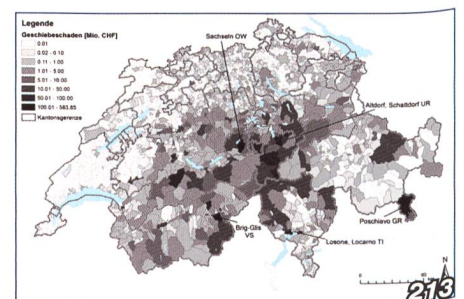 Legende
Geschiebeschaden [Mio. CHF]
0.01
0.02 - 0.10
0.11 - 1.00
1.01 - 5.00
5.01 - 10.00
10.01 - 50.00
50.01 - 100.00
100.01 - 583.85
Kantonsgerenze
Sachseln OW
Altdorf, Schattdorf UR
Poschiavo GR
Brig-Glis
VS
Losone, Locarno TI
N
0
213